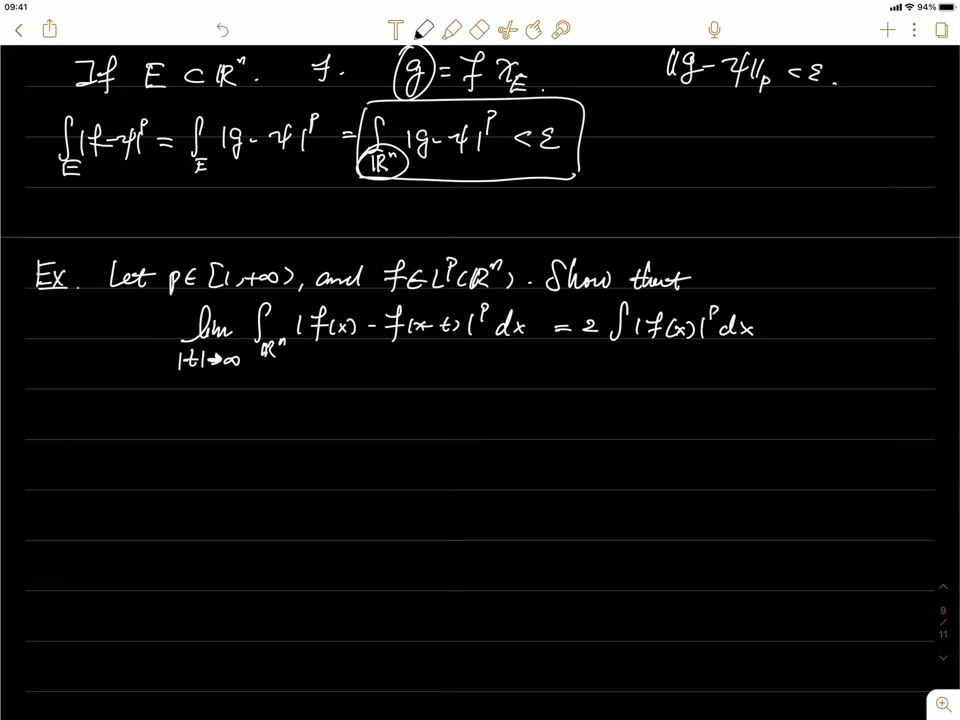 09:41
94%
T
If E ⊂ ℝⁿ. f. g = f χ_E. ‖g - ψ‖_p < ε.
∫_E |f - ψ|^p = ∫_E |g - ψ|^p = ∫_{ℝⁿ} |g - ψ|^p < ε
Ex. Let p ∈ [1, +∞), and f ∈ L^p(ℝⁿ). Show that
lim_{|t|→∞} ∫_{ℝⁿ} |f(x) - f(x-t)|^p dx = 2 ∫ |f(x)|^p dx
9
/
11